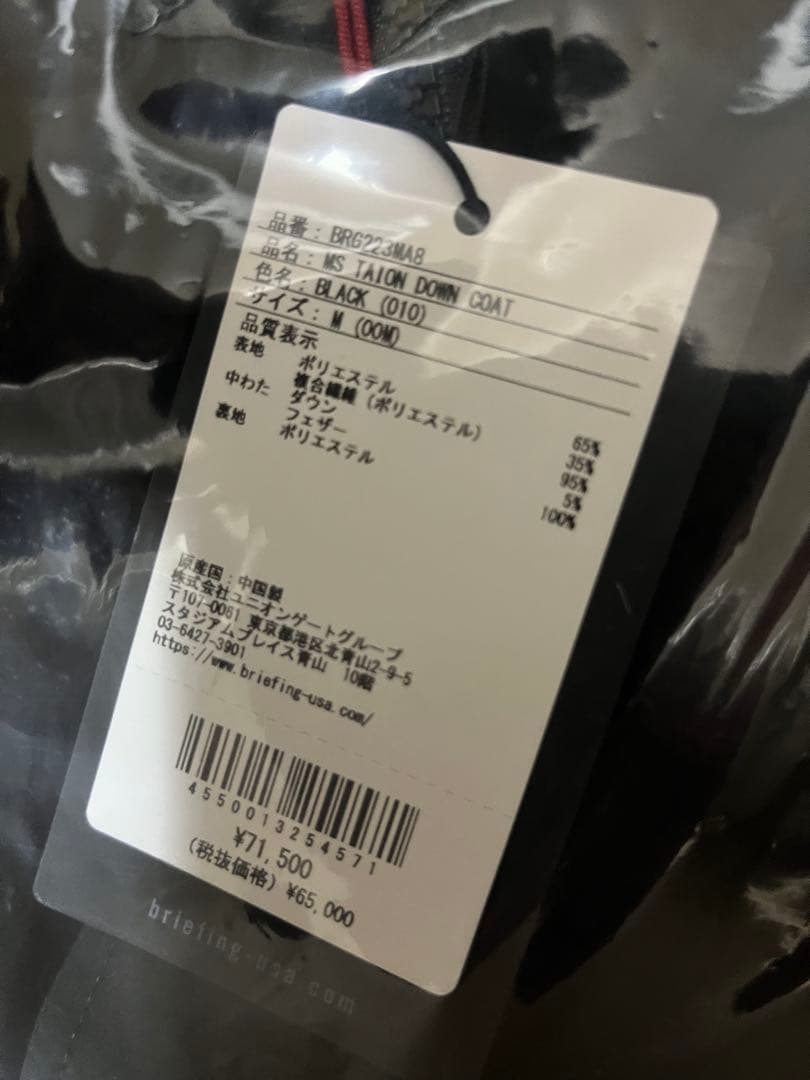 品番：BRG223MA8
品名：MS TAION DOWN COAT
色名：BLACK (010)
サイズ：M (00M)
品質表示
表地 ポリエステル 65%
複合繊維（ポリエステル） 35%
中わた ダウン 95%
フェザー 5%
裏地 ポリエステル 100%
原産国：中国製
株式会社ユニオンゲートグループ
〒107-0061 東京都港区北青山2-9-5
スタジアムプレイス青山 10階
03-6427-3901
https://www.briefing-usa.com/
4550013254571
¥71,500
(税抜価格) ¥65,000
briefing-usa.com